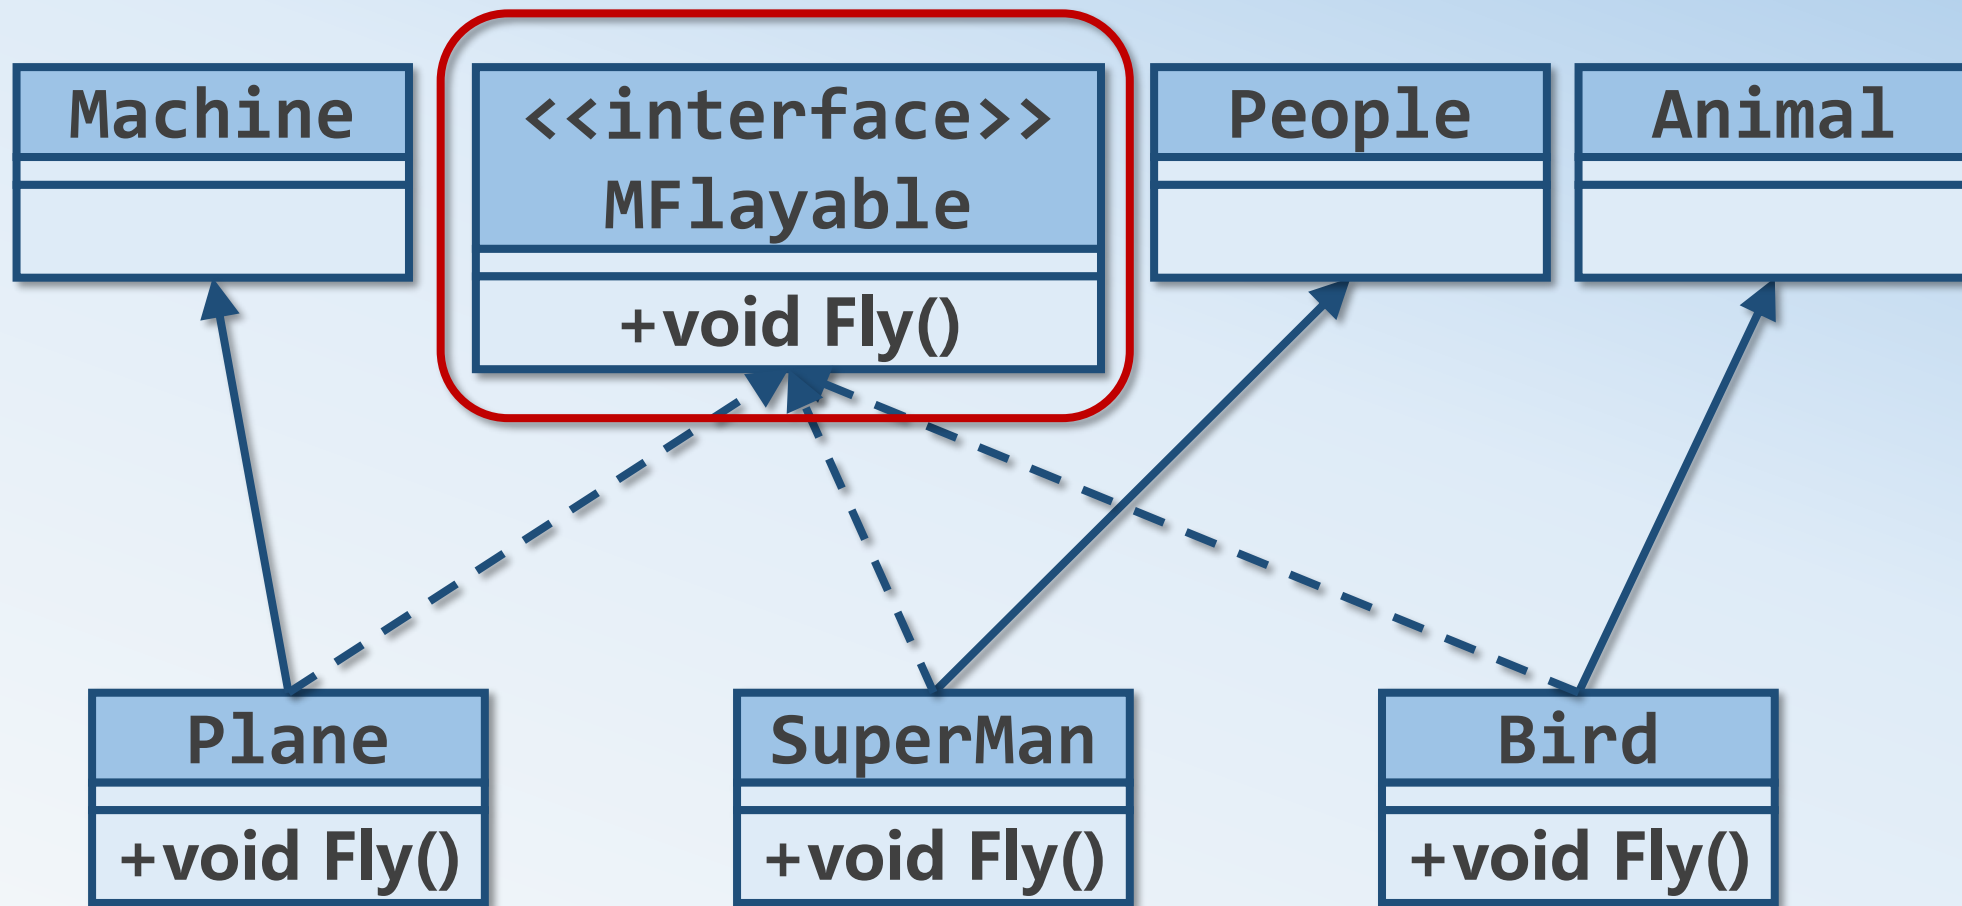 Machine
<<interface>>
MFlayable
+void Fly()
People
Animal
Plane
+void Fly()
SuperMan
+void Fly()
Bird
+void Fly()